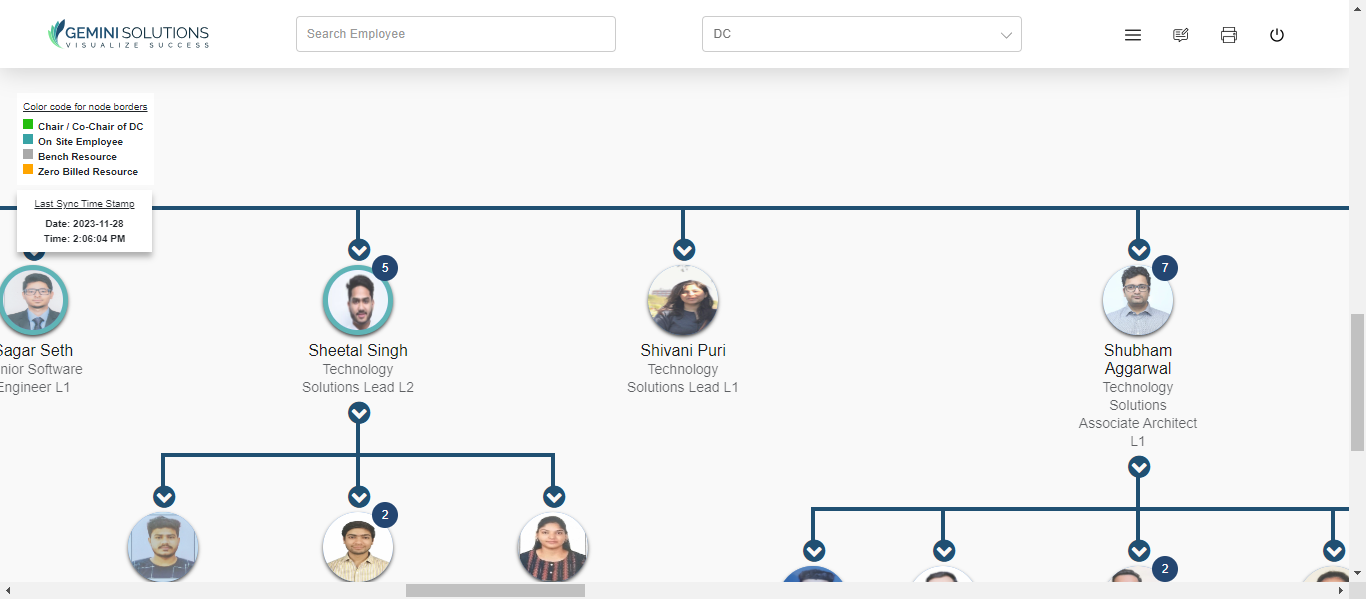 GEMINI SOLUTIONS
VISUALIZE SUCCESS
Search Employee
DC
Color code for node borders
Chair / Co-Chair of DC
On Site Employee
Bench Resource
Zero Billed Resource
Last Sync Time Stamp
Date: 2023-11-28
Time: 2:06:04 PM
5
7
Sagar Seth
nior Software
Engineer L1
Sheetal Singh
Technology
Solutions Lead L2
Shivani Puri
Technology
Solutions Lead L1
Shubham
Aggarwal
Technology
Solutions
Associate Architect
L1
2
2